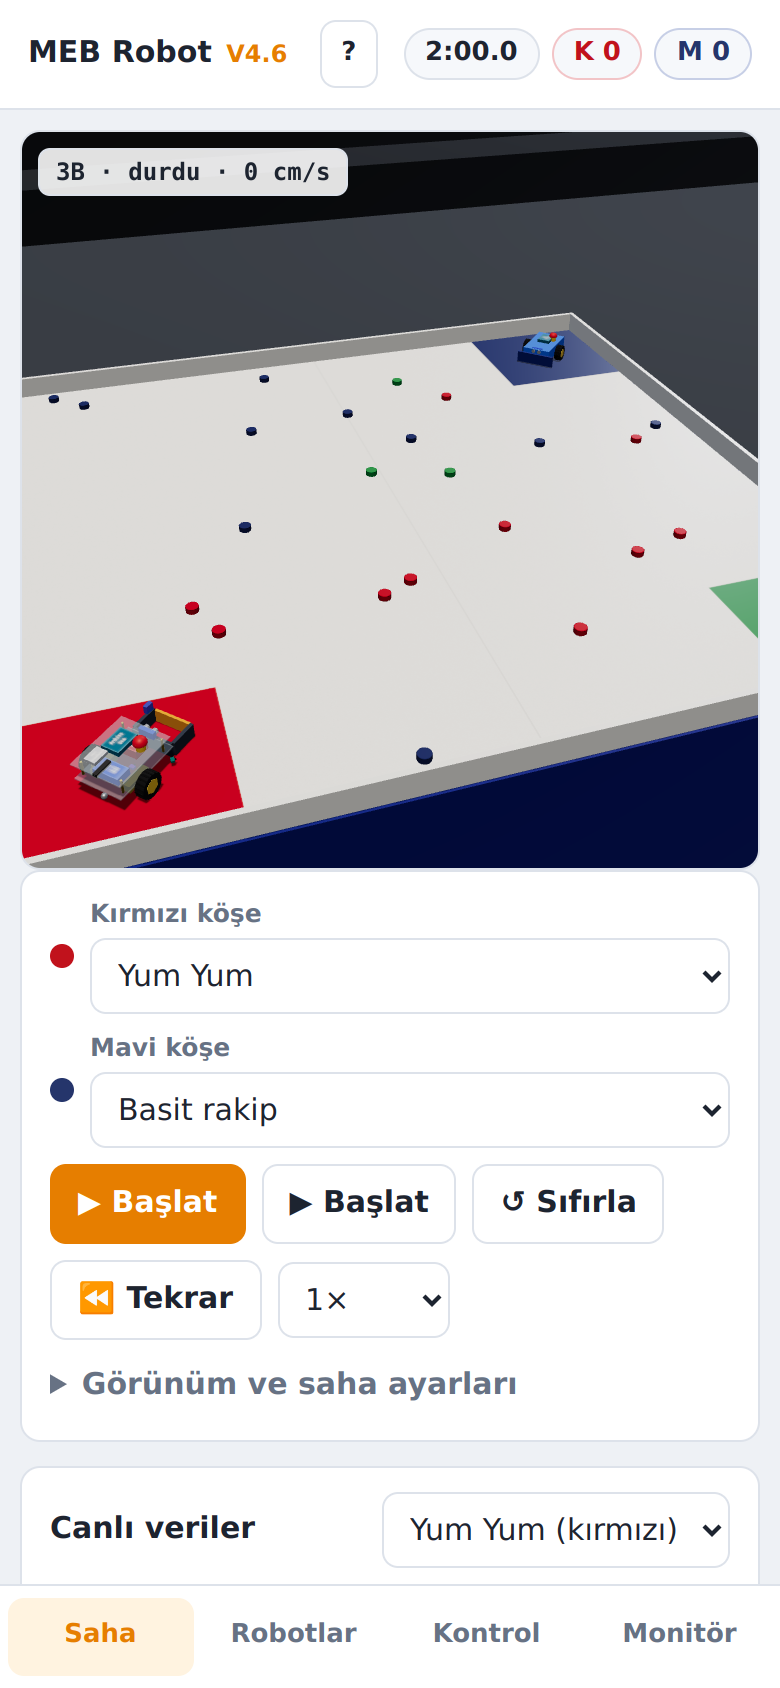 MEB Robot V4.6 ? 2:00.0 K 0 M 0
3B · durdu · 0 cm/s
Kırmızı köşe
Yum Yum
Mavi köşe
Basit rakip
▶ Başlat ▶ Başlat ↺ Sıfırla
⏪ Tekrar 1×
▶ Görünüm ve saha ayarları
Canlı veriler Yum Yum (kırmızı)
Saha Robotlar Kontrol Monitör